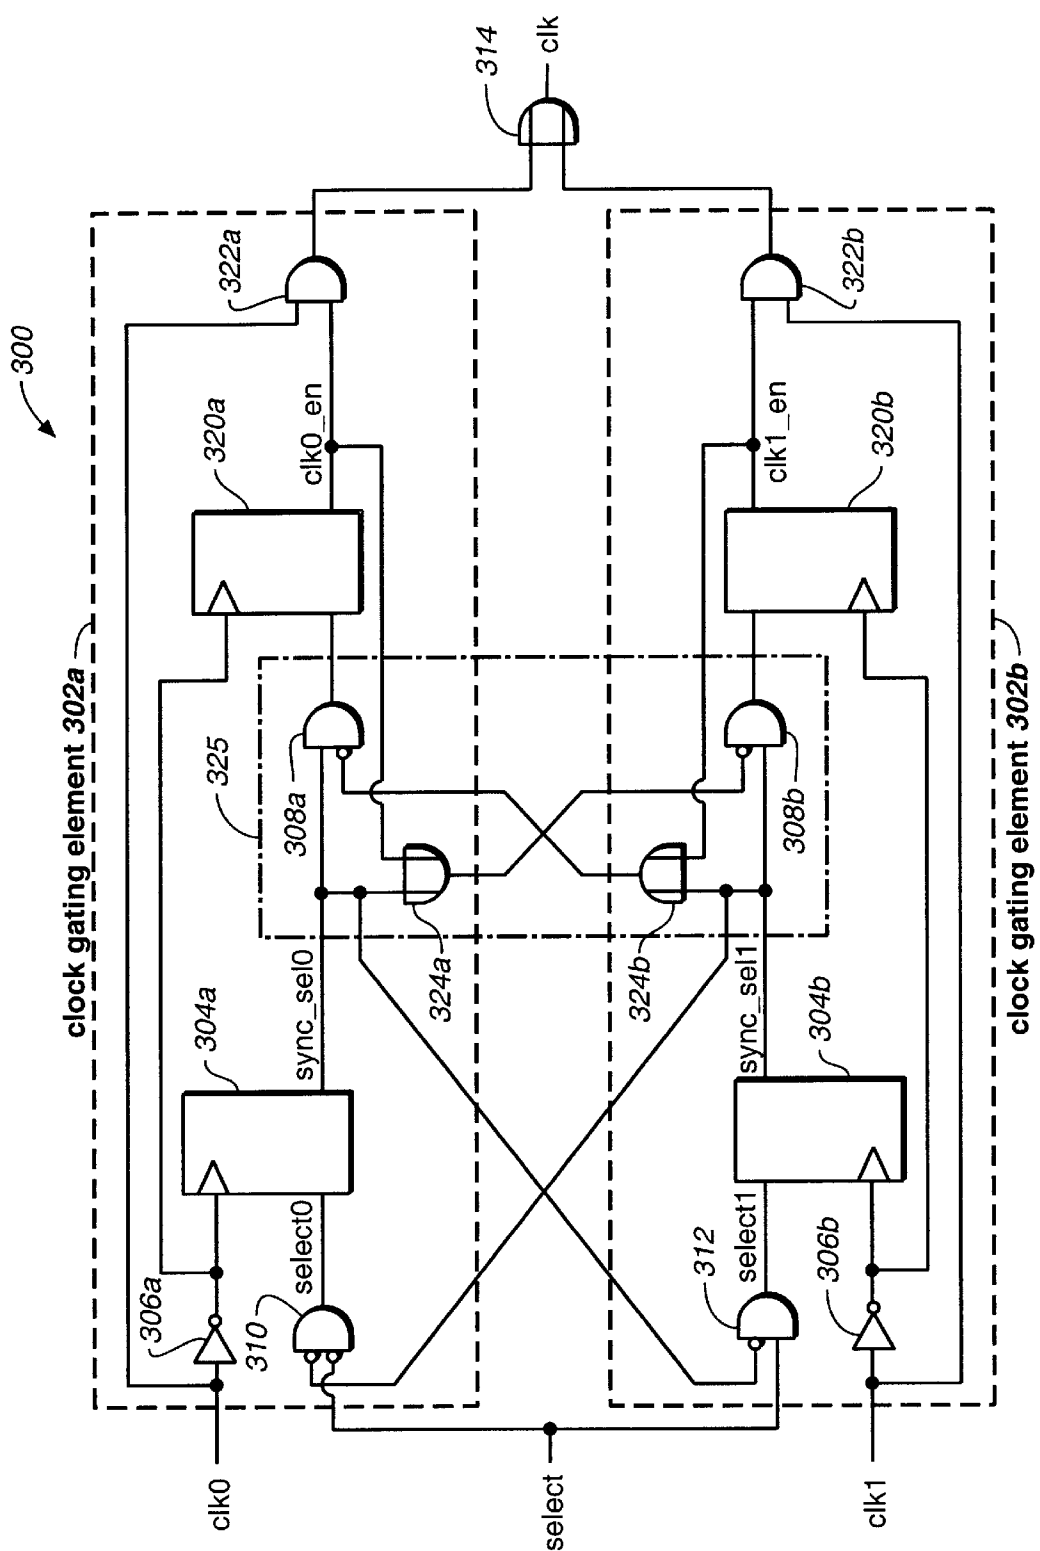 300
clock gating element 302a
clk0
306a
310
select0
304a
sync_sel0
324a
325
308a
320a
clk0_en
322a
314
clk
select
312
select1
306b
304b
sync_sel1
324b
308b
320b
clk1_en
322b
clk1
clock gating element 302b